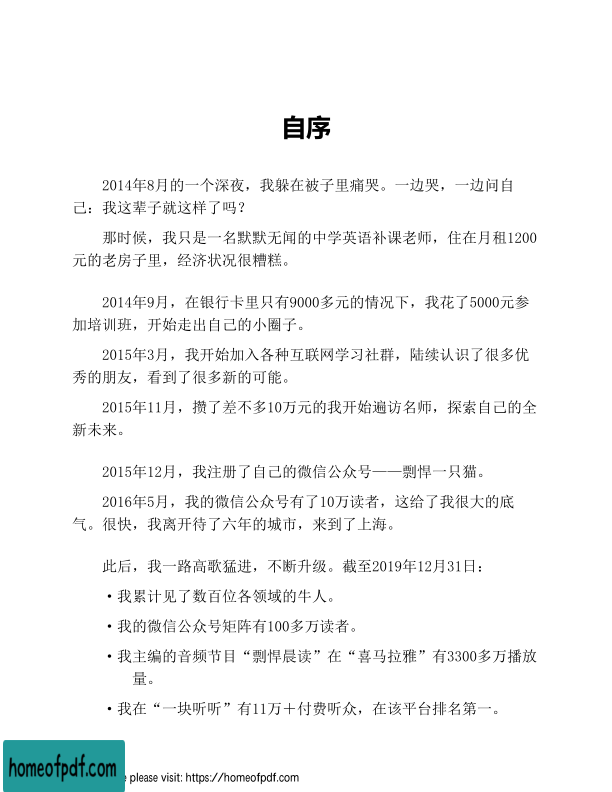 自序
2014年8月的一个深夜，我躲在被子里痛哭。一边哭，一边问自
己：我这辈子就这样了吗？
那时候，我只是一名默默无闻的中学英语补课老师，住在月租1200
元的老房子里，经济状况很糟糕。
2014年9月，在银行卡里只有9000多元的情况下，我花了5000元参
加培训班，开始走出自己的小圈子。
2015年3月，我开始加入各种互联网学习社群，陆续认识了很多优
秀的朋友，看到了很多新的可能。
2015年11月，攒了差不多10万元的我开始遍访名师，探索自己的全
新未来。
2015年12月，我注册了自己的微信公众号——剽悍一只猫。
2016年5月，我的微信公众号有了10万读者，这给了我很大的底
气。很快，我离开待了六年的城市，来到了上海。
此后，我一路高歌猛进，不断升级。截至2019年12月31日：
·我累计见了数百位各领域的牛人。
·我的微信公众号矩阵有100多万读者。
·我主编的音频节目“剽悍晨读”在“喜马拉雅”有3300多万播放
量。
·我在“一块听听”有11万＋付费听众，在该平台排名第一。
homeofpdf.com
e please visit: https://homeofpdf.com